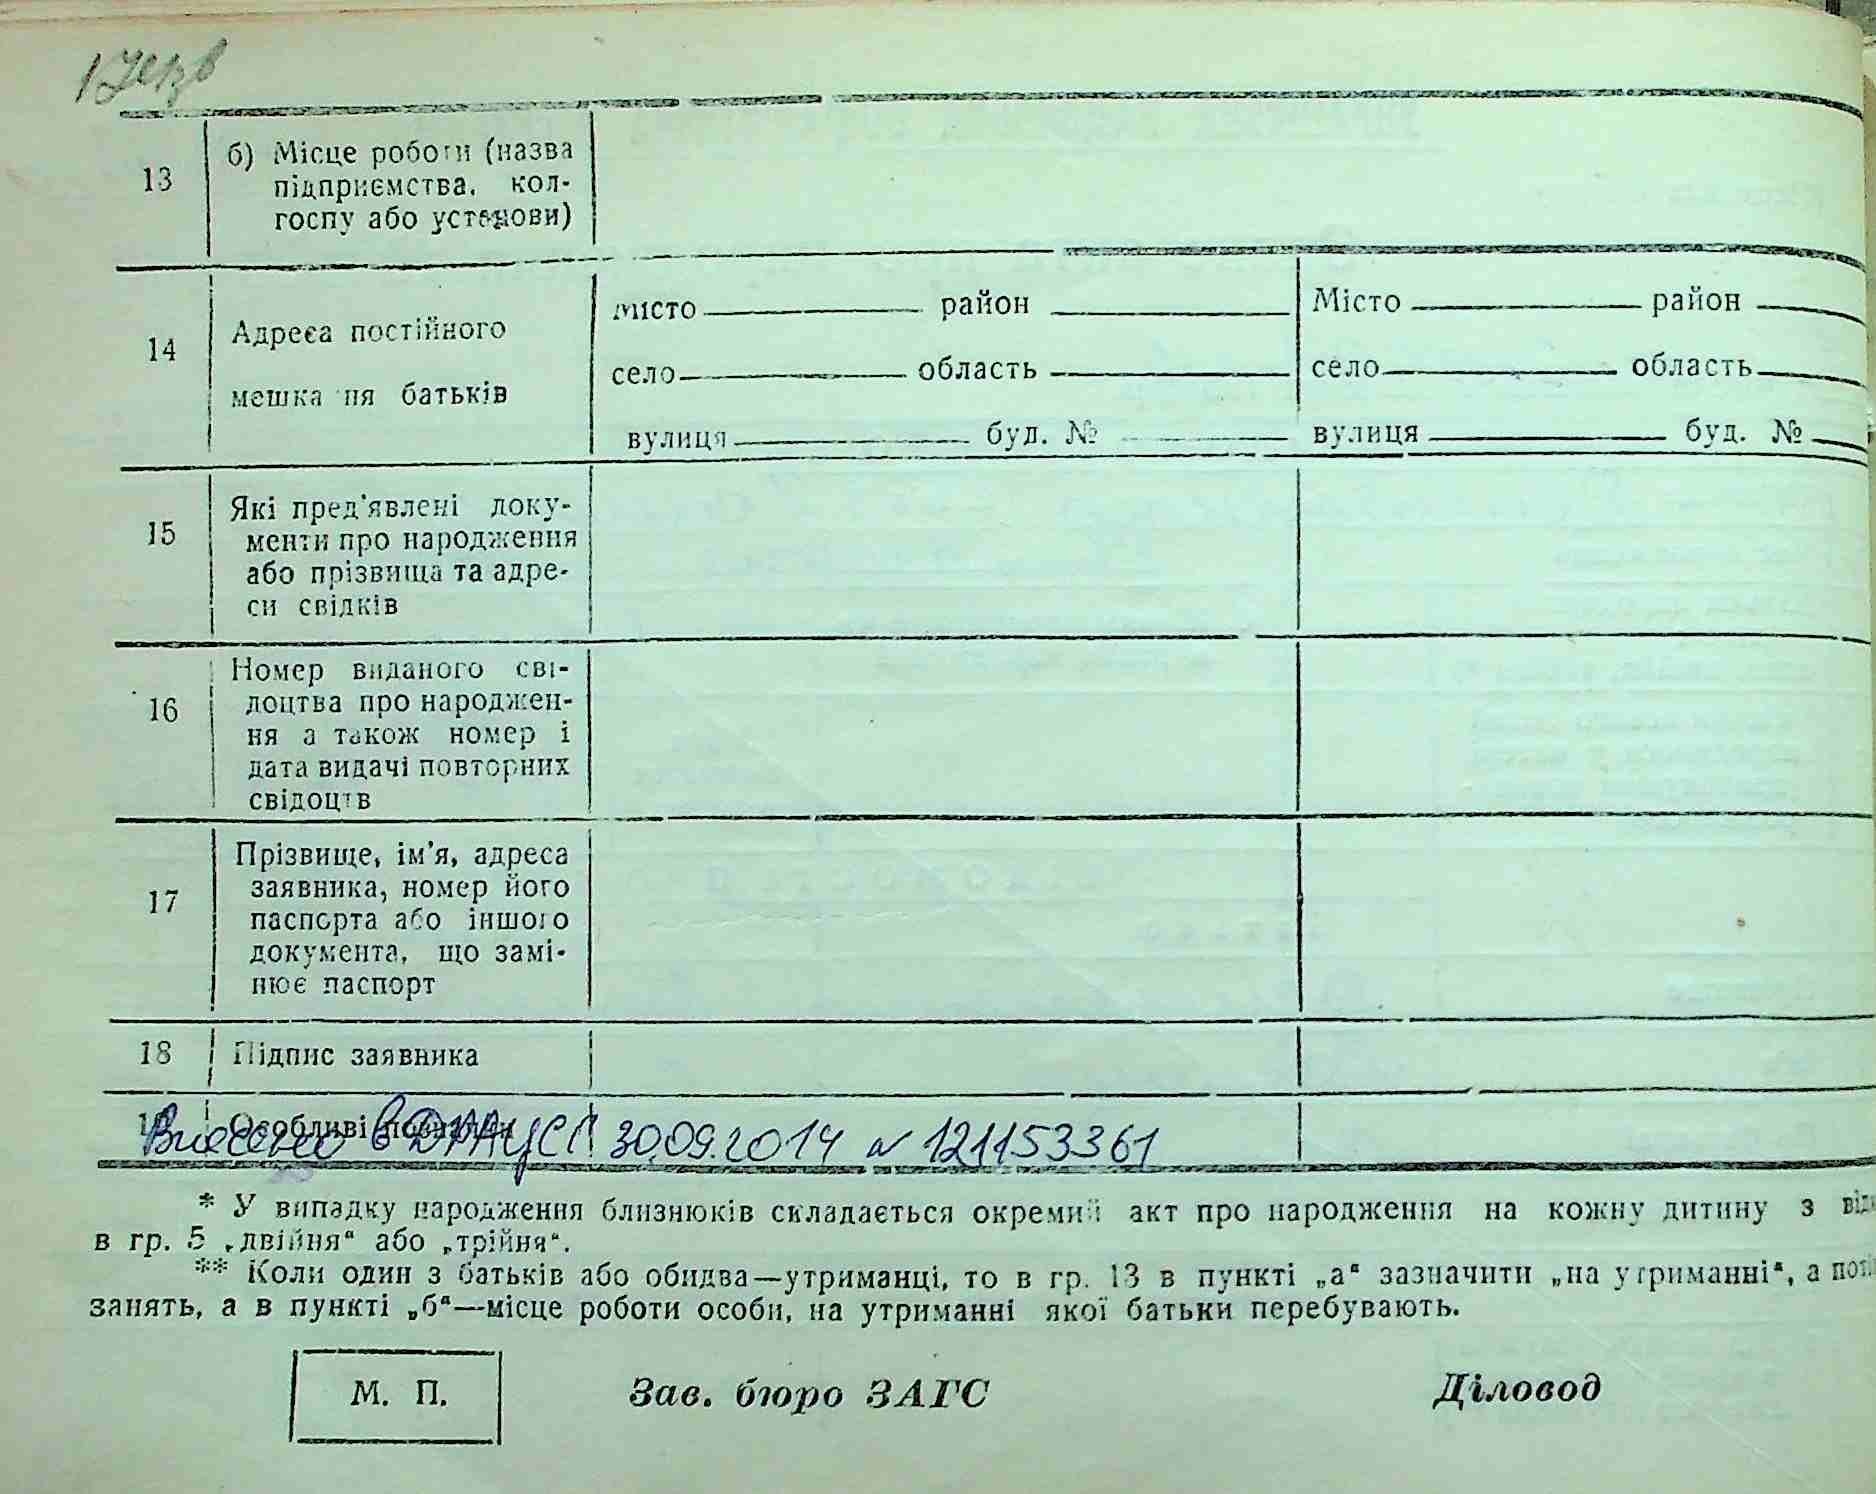 13
б) Місце роботи (назва
підприємства, кол-
госпу або установи)
14
Адреса постійного
мешкання батьків
Місто район
село область
вулиця буд. №
Місто район
село область
вулиця буд. №
15
Які пред'явлені доку-
менти про народження
або прізвища та адре-
си свідків
16
Номер виданого сві-
доцтва про народжен-
ня а також номер і
дата видачі повторних
свідоцтв
17
Прізвище, ім'я, адреса
заявника, номер його
паспорта або іншого
документа, що замі-
нює паспорт
18 Підпис заявника
Особливі
Внесено в ДРАЦСГ 30.09.2014 N 121153361
* У випадку народження близнюків складається окремий акт про народження на кожну дитину з
в гр. 5 „двійня“ або „трійня“.
** Коли один з батьків або обидва—утриманці, то в гр. 13 в пункті „а“ зазначити „на утриманні“, а
занять, а в пункті „б“—місце роботи особи, на утриманні якої батьки перебувають.
М. П.
Зав. бюро ЗАГС
Діловод